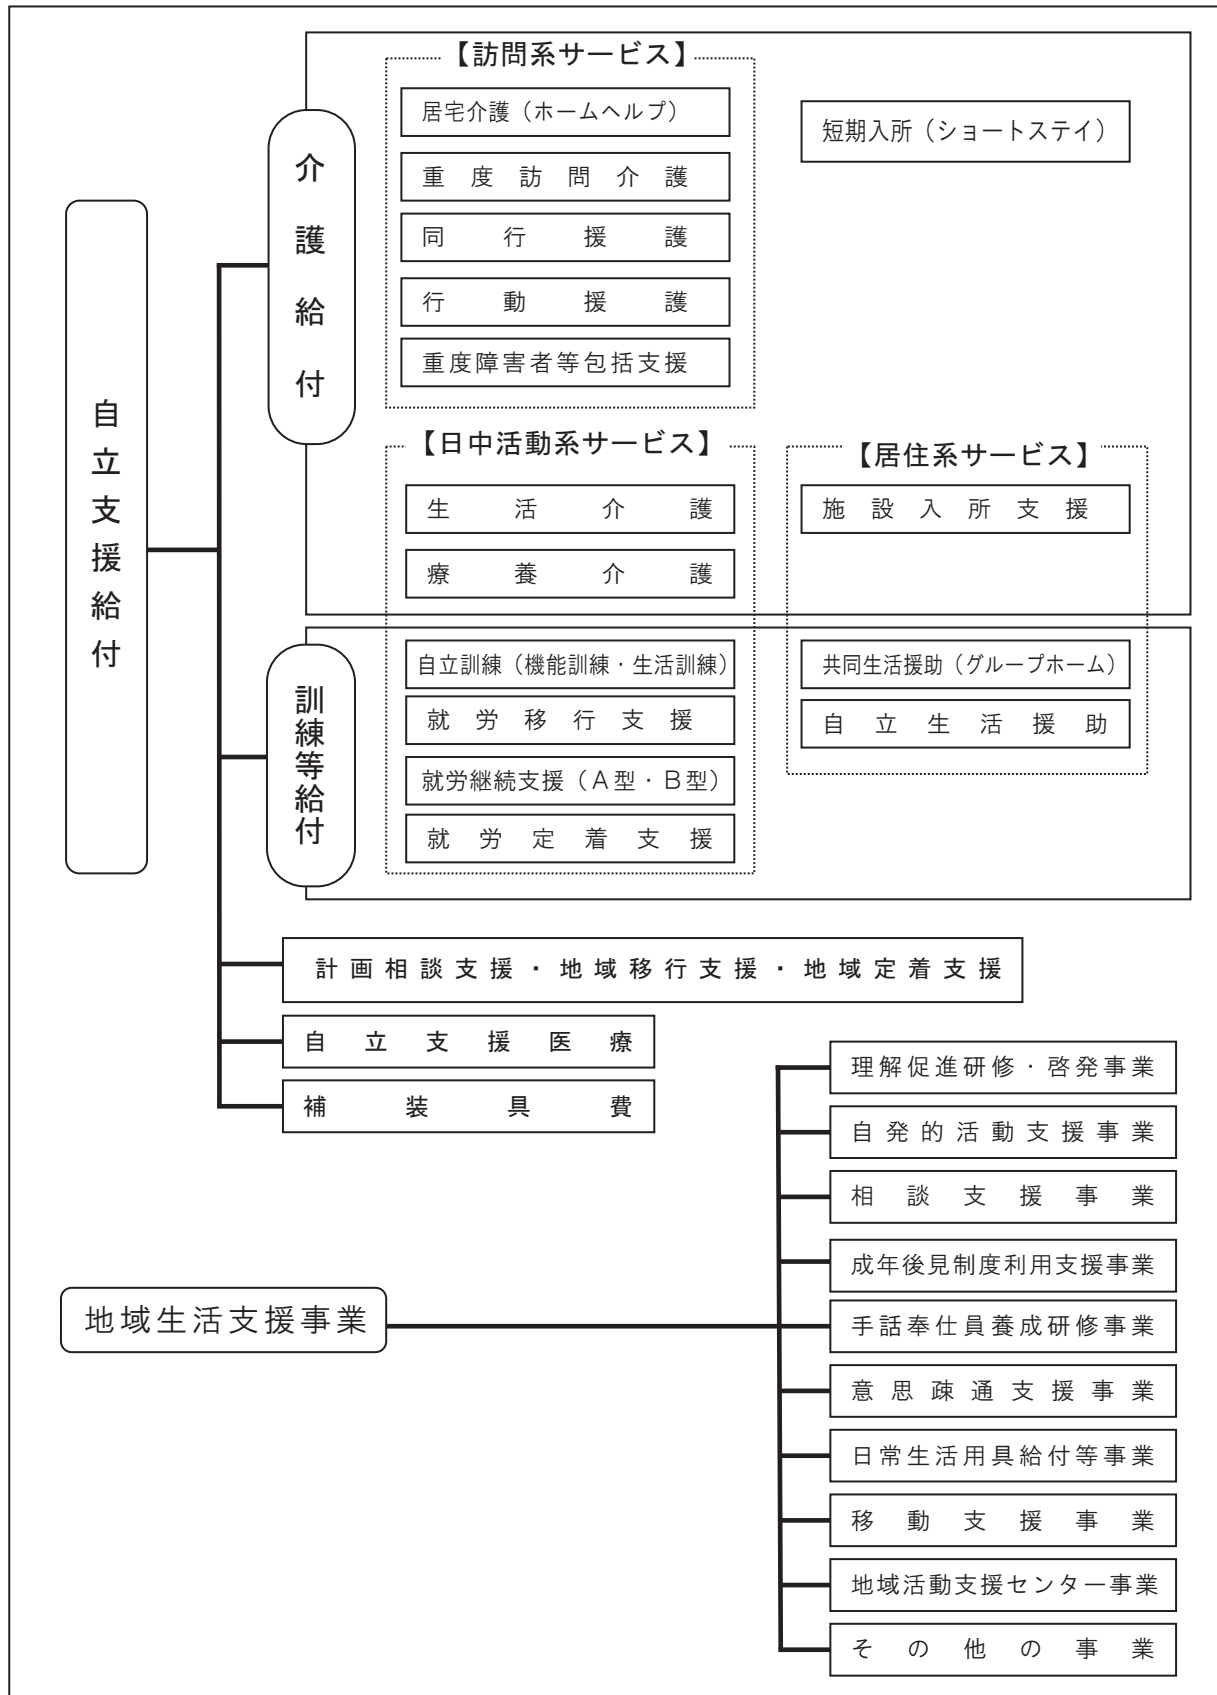 自立支援給付
介護給付
【訪問系サービス】
居宅介護（ホームヘルプ）
重度訪問介護
同行援護
行動援護
重度障害者等包括支援
短期入所（ショートステイ）
【日中活動系サービス】
生活介護
療養介護
【居住系サービス】
施設入所支援
訓練等給付
自立訓練（機能訓練・生活訓練）
就労移行支援
就労継続支援（Ａ型・Ｂ型）
就労定着支援
共同生活援助（グループホーム）
自立生活援助
計画相談支援・地域移行支援・地域定着支援
自立支援医療
補装具費
地域生活支援事業
理解促進研修・啓発事業
自発的活動支援事業
相談支援事業
成年後見制度利用支援事業
手話奉仕員養成研修事業
意思疎通支援事業
日常生活用具給付等事業
移動支援事業
地域活動支援センター事業
その他の事業